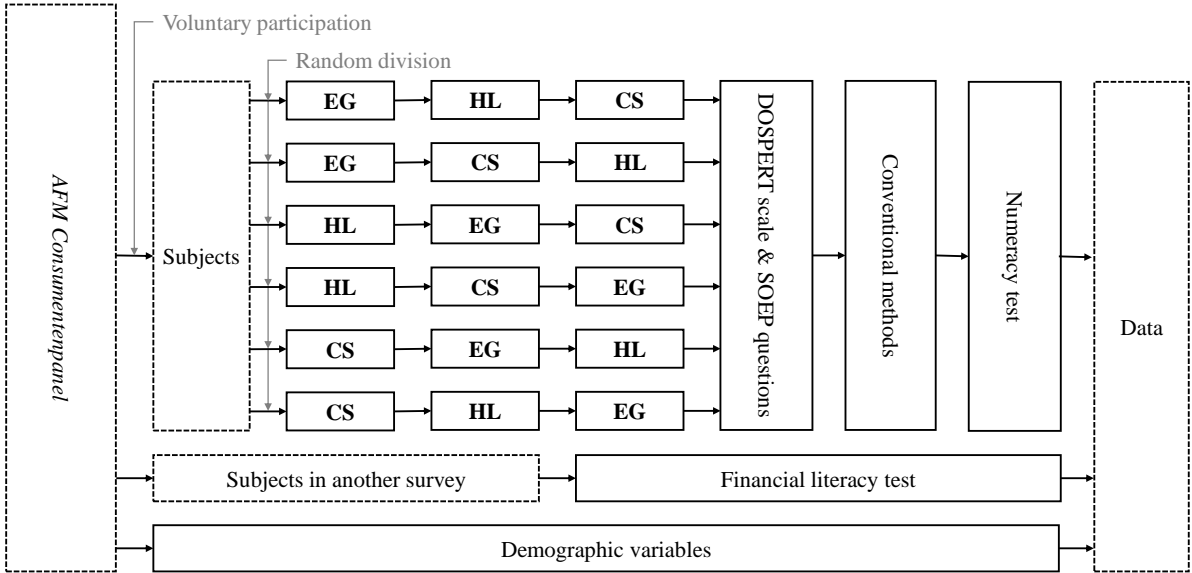 Voluntary participation
Random division
AFM Consumentenpanel
Subjects
EG HL CS
EG CS HL
HL EG CS
HL CS EG
CS EG HL
CS HL EG
DOSPERT scale & SOEP questions
Conventional methods
Numeracy test
Data
Subjects in another survey
Financial literacy test
Demographic variables